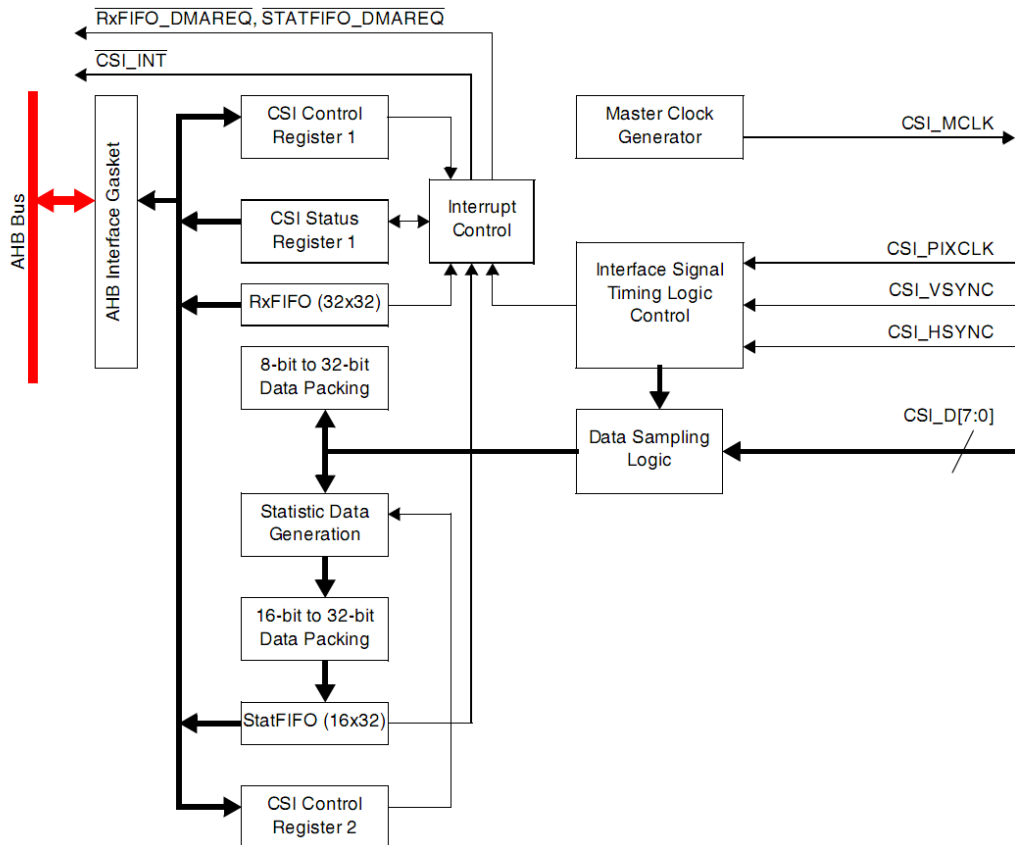 RxFIFO_DMAREQ, STATFIFO_DMAREQ
CSI_INT
AHB Bus
AHB Interface Gasket
CSI Control
Register 1
CSI Status
Register 1
RxFIFO (32x32)
8-bit to 32-bit
Data Packing
Statistic Data
Generation
16-bit to 32-bit
Data Packing
StatFIFO (16x32)
CSI Control
Register 2
Interrupt
Control
Master Clock
Generator
Interface Signal
Timing Logic
Control
Data Sampling
Logic
CSI_MCLK
CSI_PIXCLK
CSI_VSYNC
CSI_HSYNC
CSI_D[7:0]